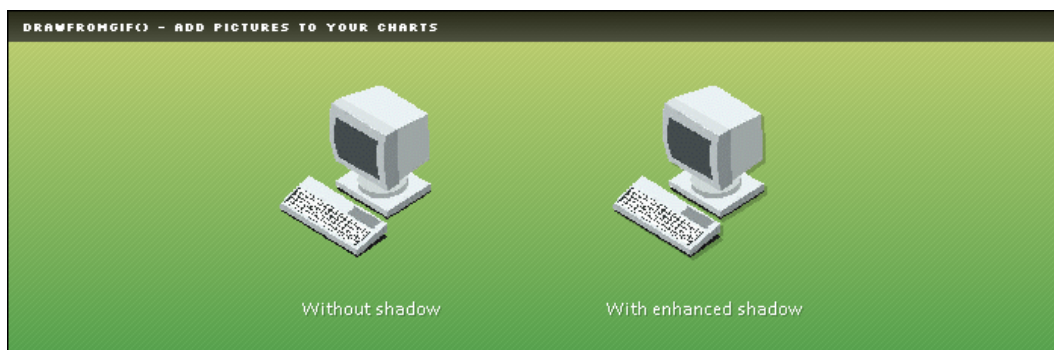 DRAWFROMGIF() - ADD PICTURES TO YOUR CHARTS
Without shadow
With enhanced shadow